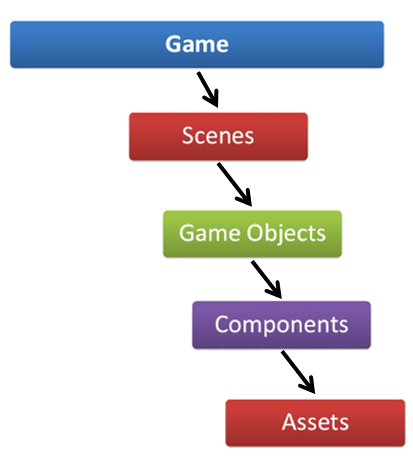 Game
Scenes
Game Objects
Components
Assets